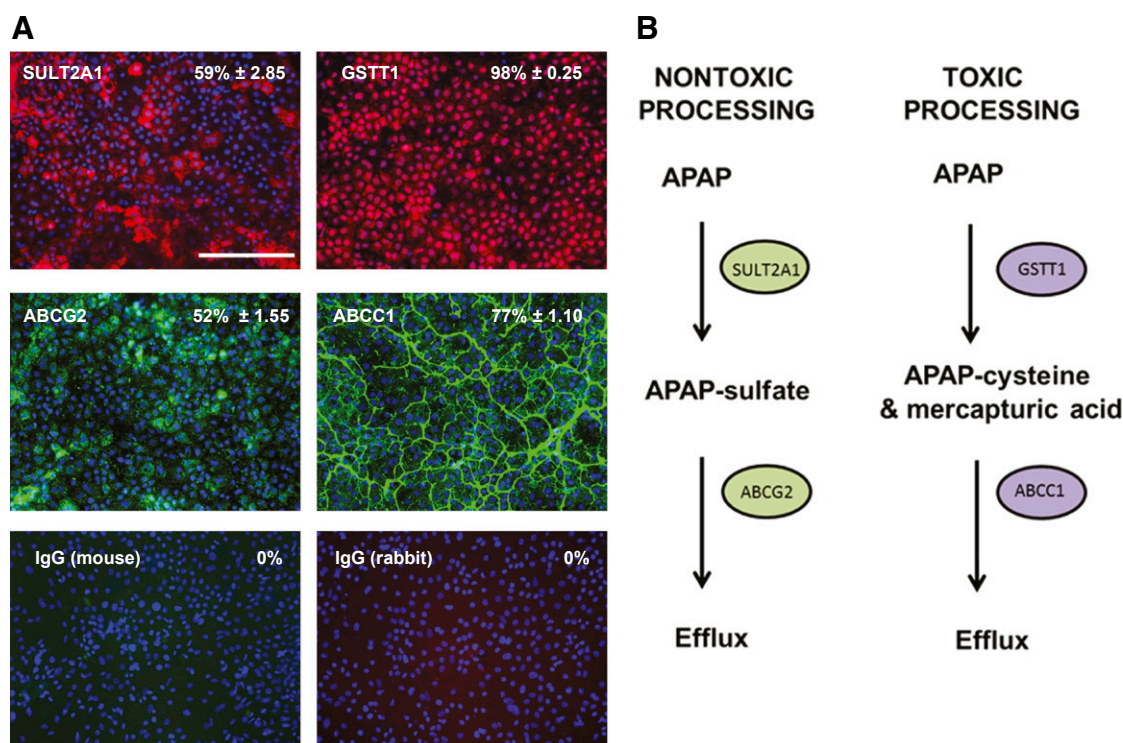 A
SULT2A1 59% ± 2.85
GSTT1 98% ± 0.25
ABCG2 52% ± 1.55
ABCC1 77% ± 1.10
IgG (mouse) 0%
IgG (rabbit) 0%
B
NONTOXIC
PROCESSING
APAP
SULT2A1
APAP-sulfate
ABCG2
Efflux
TOXIC
PROCESSING
APAP
GSTT1
APAP-cysteine
& mercapturic acid
ABCC1
Efflux